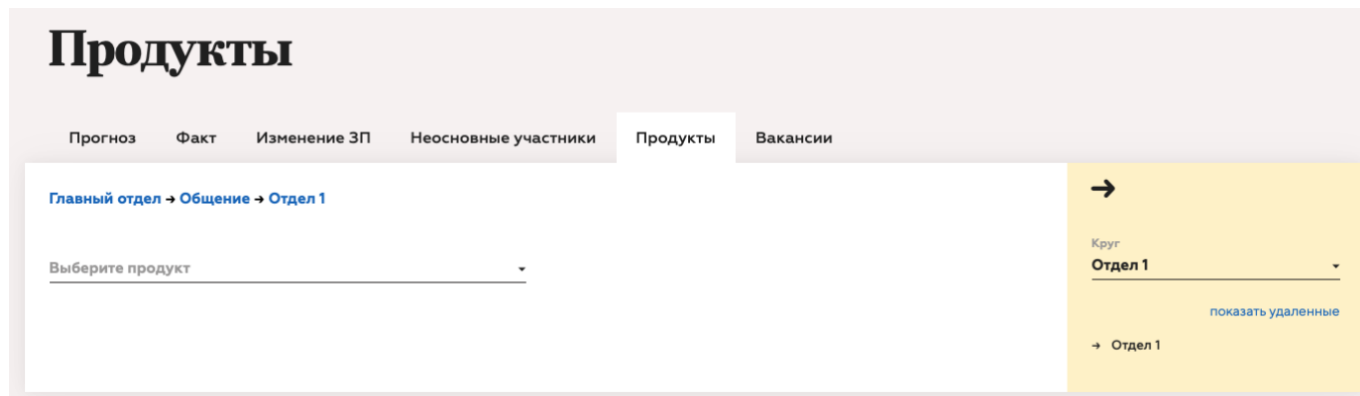 Продукты
Прогноз Факт Изменение ЗП Неосновные участники Продукты Вакансии
Главный отдел → Общение → Отдел 1
Выберите продукт
→
Круг
Отдел 1
показать удаленные
→ Отдел 1